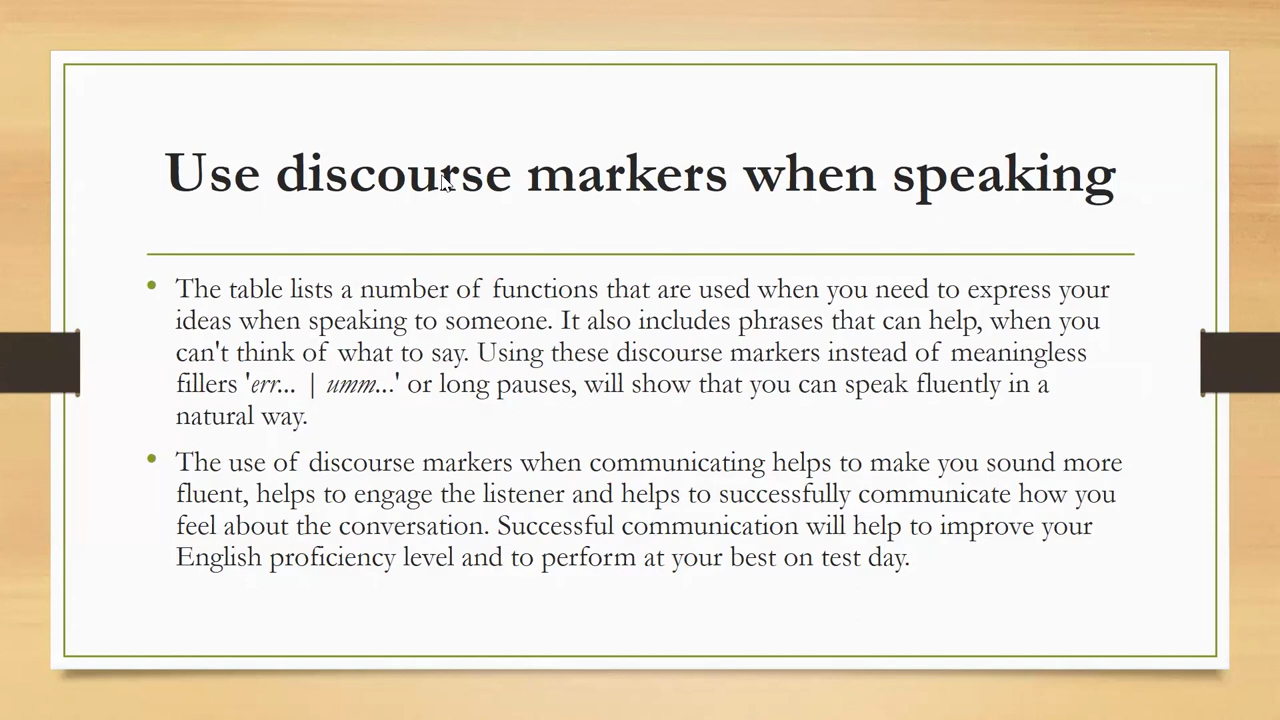 Use discourse markers when speaking
• The table lists a number of functions that are used when you need to express your
ideas when speaking to someone. It also includes phrases that can help, when you
can't think of what to say. Using these discourse markers instead of meaningless
fillers 'err... | umm...' or long pauses, will show that you can speak fluently in a
natural way.
• The use of discourse markers when communicating helps to make you sound more
fluent, helps to engage the listener and helps to successfully communicate how you
feel about the conversation. Successful communication will help to improve your
English proficiency level and to perform at your best on test day.